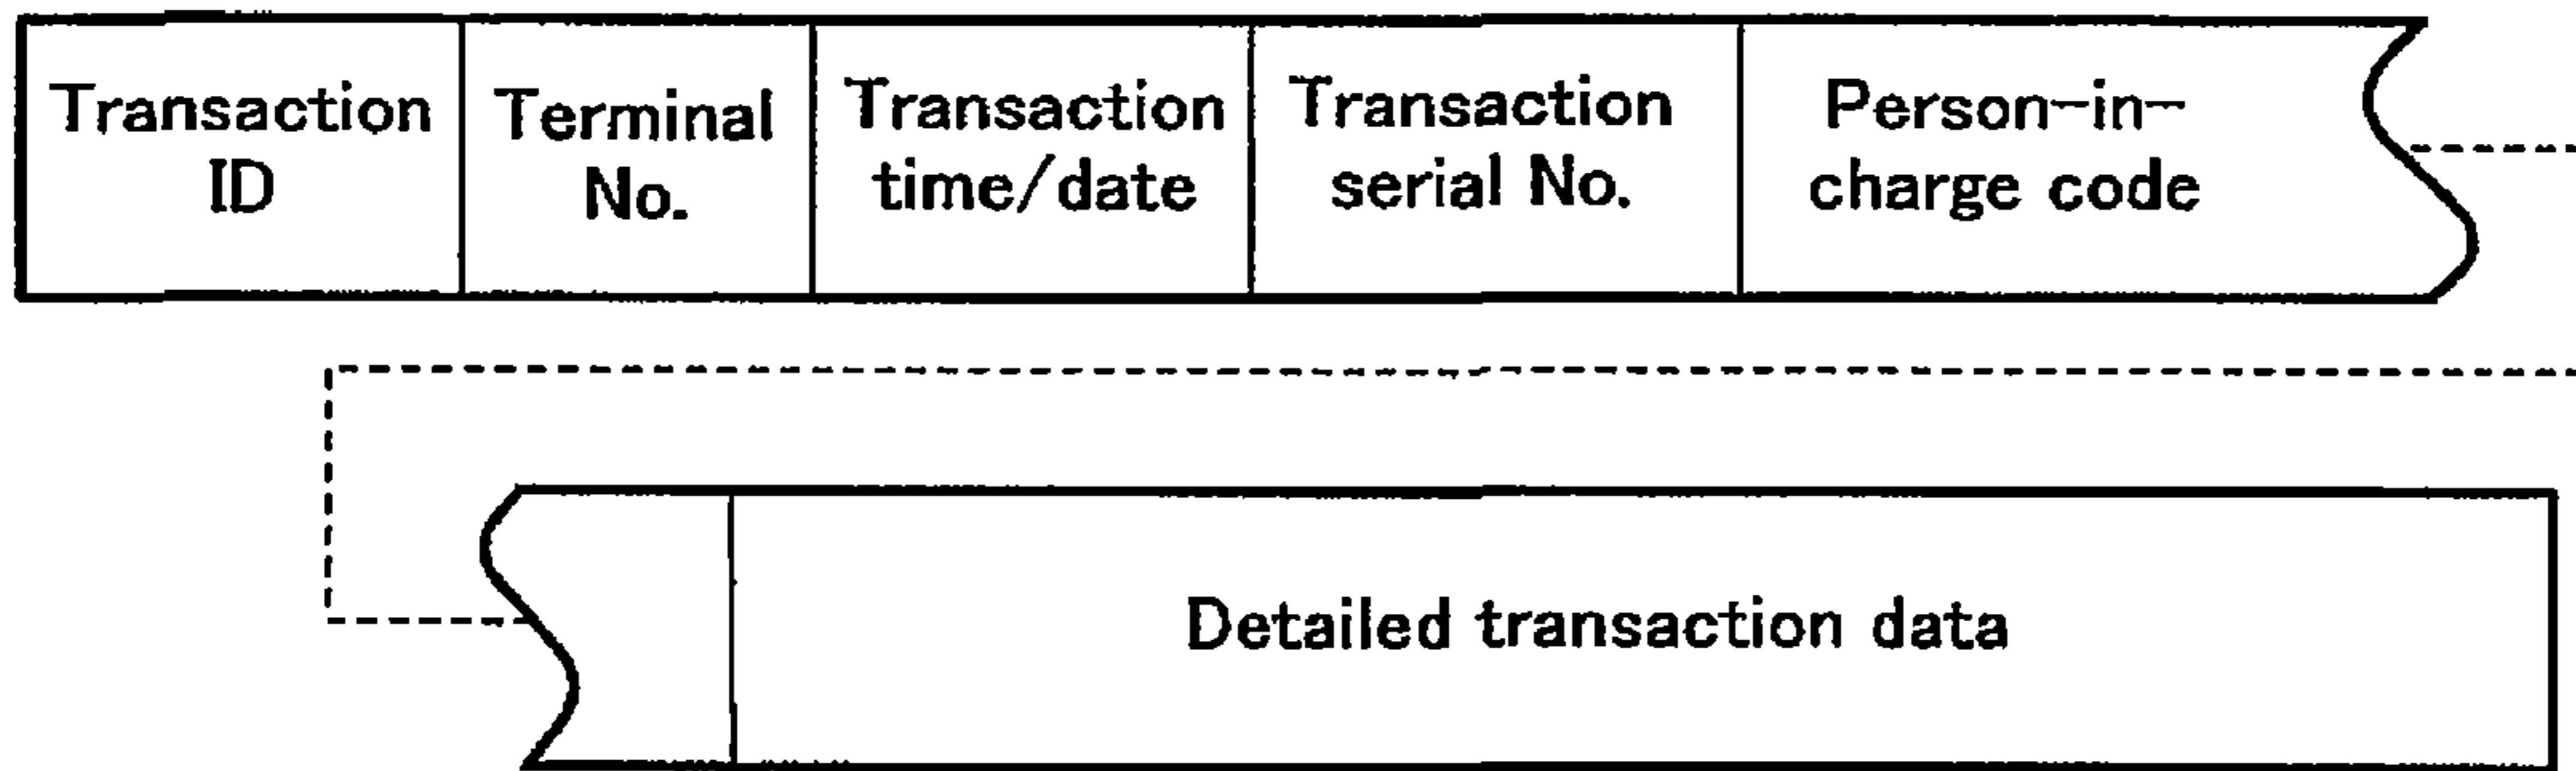 Transaction
ID
Terminal
No.
Transaction
time/date
Transaction
serial No.
Person-in-
charge code
Detailed transaction data